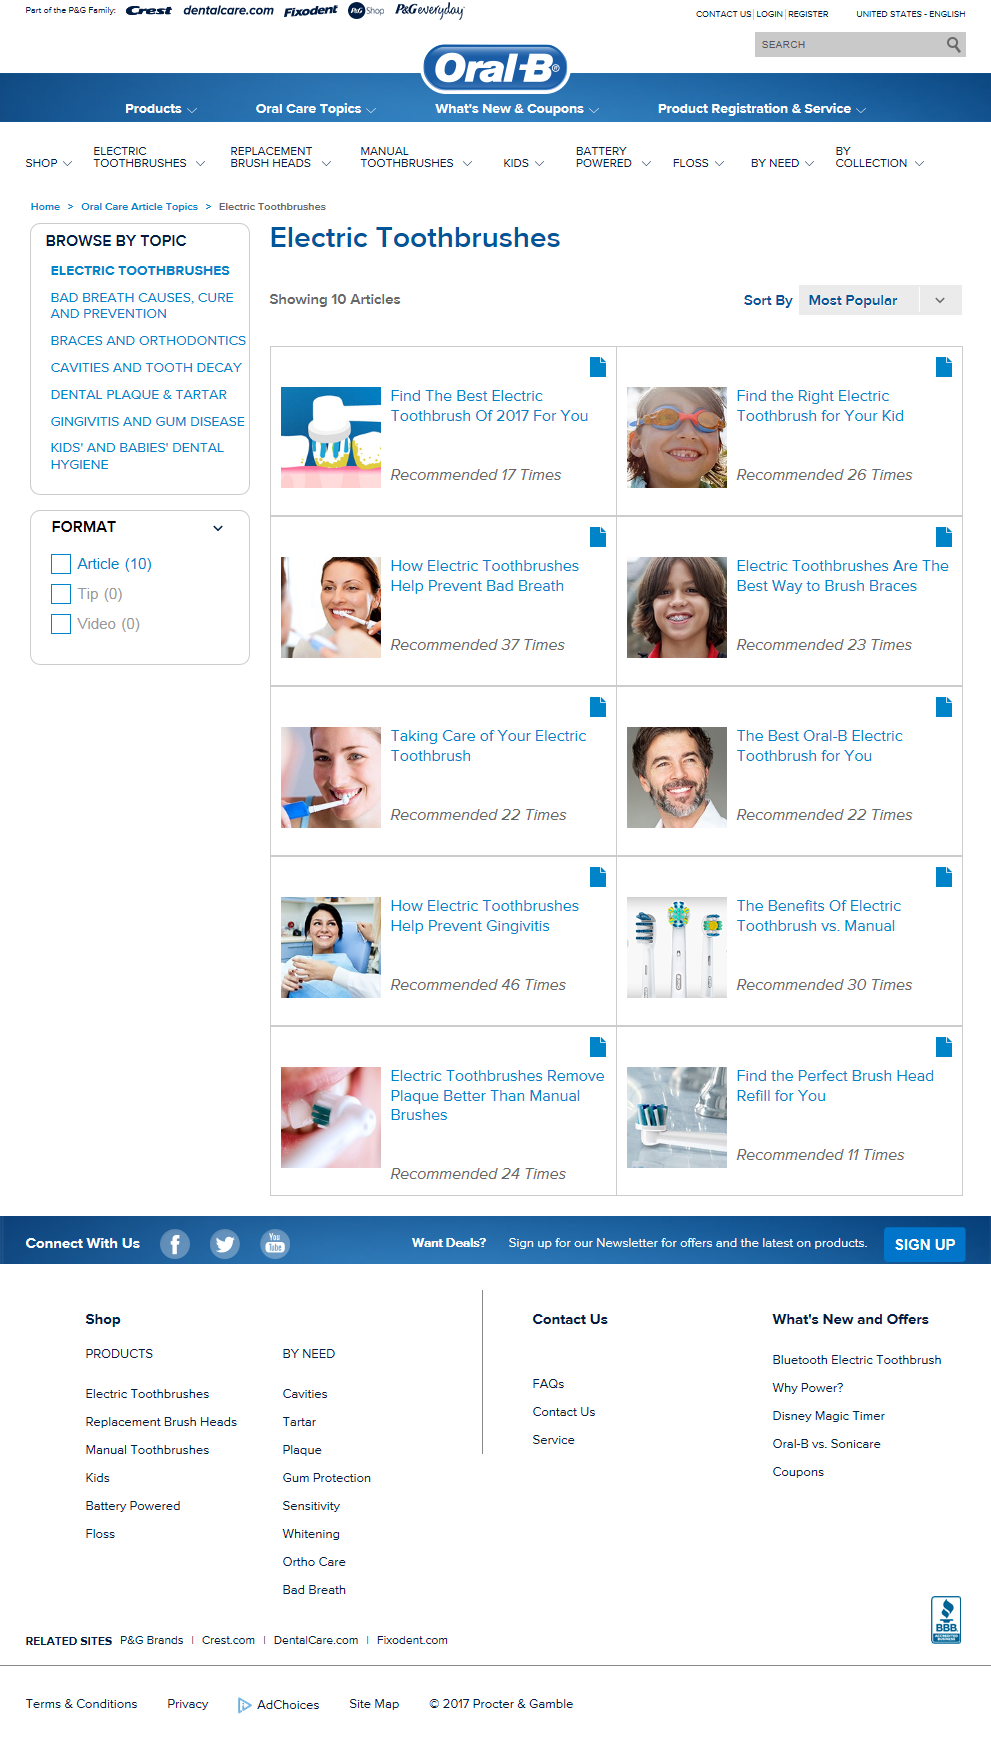 Part of the P&G Family: Crest dentalcare.com Fixodent P&G Shop P&G everyday
CONTACT US | LOGIN | REGISTER UNITED STATES - ENGLISH
SEARCH
Oral-B®
Products Oral Care Topics What's New & Coupons Product Registration & Service
SHOP
ELECTRIC
TOOTHBRUSHES
REPLACEMENT
BRUSH HEADS
MANUAL
TOOTHBRUSHES
KIDS
BATTERY
POWERED
FLOSS
BY NEED
BY
COLLECTION
Home > Oral Care Article Topics > Electric Toothbrushes
BROWSE BY TOPIC
ELECTRIC TOOTHBRUSHES
BAD BREATH CAUSES, CURE
AND PREVENTION
BRACES AND ORTHODONTICS
CAVITIES AND TOOTH DECAY
DENTAL PLAQUE & TARTAR
GINGIVITIS AND GUM DISEASE
KIDS' AND BABIES' DENTAL
HYGIENE
FORMAT
Article (10)
Tip (0)
Video (0)
Electric Toothbrushes
Showing 10 Articles
Sort By Most Popular
Find The Best Electric
Toothbrush Of 2017 For You
Recommended 17 Times
Find the Right Electric
Toothbrush for Your Kid
Recommended 26 Times
How Electric Toothbrushes
Help Prevent Bad Breath
Recommended 37 Times
Electric Toothbrushes Are The
Best Way to Brush Braces
Recommended 23 Times
Taking Care of Your Electric
Toothbrush
Recommended 22 Times
The Best Oral-B Electric
Toothbrush for You
Recommended 22 Times
How Electric Toothbrushes
Help Prevent Gingivitis
Recommended 46 Times
The Benefits Of Electric
Toothbrush vs. Manual
Recommended 30 Times
Electric Toothbrushes Remove
Plaque Better Than Manual
Brushes
Recommended 24 Times
Find the Perfect Brush Head
Refill for You
Recommended 11 Times
Connect With Us
You
Tube
Want Deals? Sign up for our Newsletter for offers and the latest on products. SIGN UP
Shop
PRODUCTS
Electric Toothbrushes
Replacement Brush Heads
Manual Toothbrushes
Kids
Battery Powered
Floss
BY NEED
Cavities
Tartar
Plaque
Gum Protection
Sensitivity
Whitening
Ortho Care
Bad Breath
Contact Us
FAQs
Contact Us
Service
What's New and Offers
Bluetooth Electric Toothbrush
Why Power?
Disney Magic Timer
Oral-B vs. Sonicare
Coupons
BBB
ACCREDITED
BUSINESS
RELATED SITES P&G Brands | Crest.com | DentalCare.com | Fixodent.com
Terms & Conditions Privacy AdChoices Site Map © 2017 Procter & Gamble